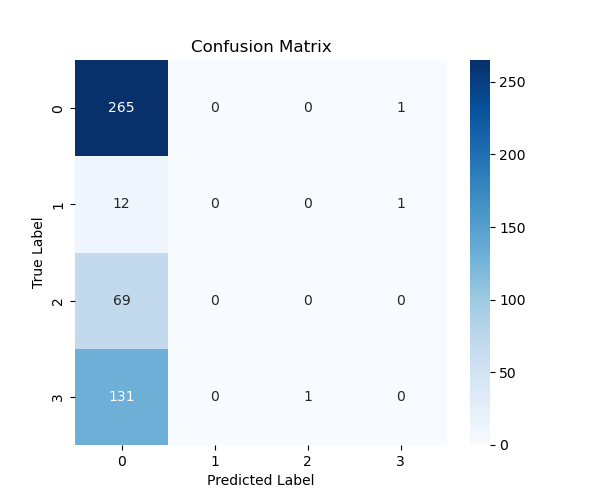 Confusion Matrix
True Label
0 265 0 0 1
1 12 0 0 1
2 69 0 0 0
3 131 0 1 0
0 1 2 3
Predicted Label
250
200
150
100
50
0